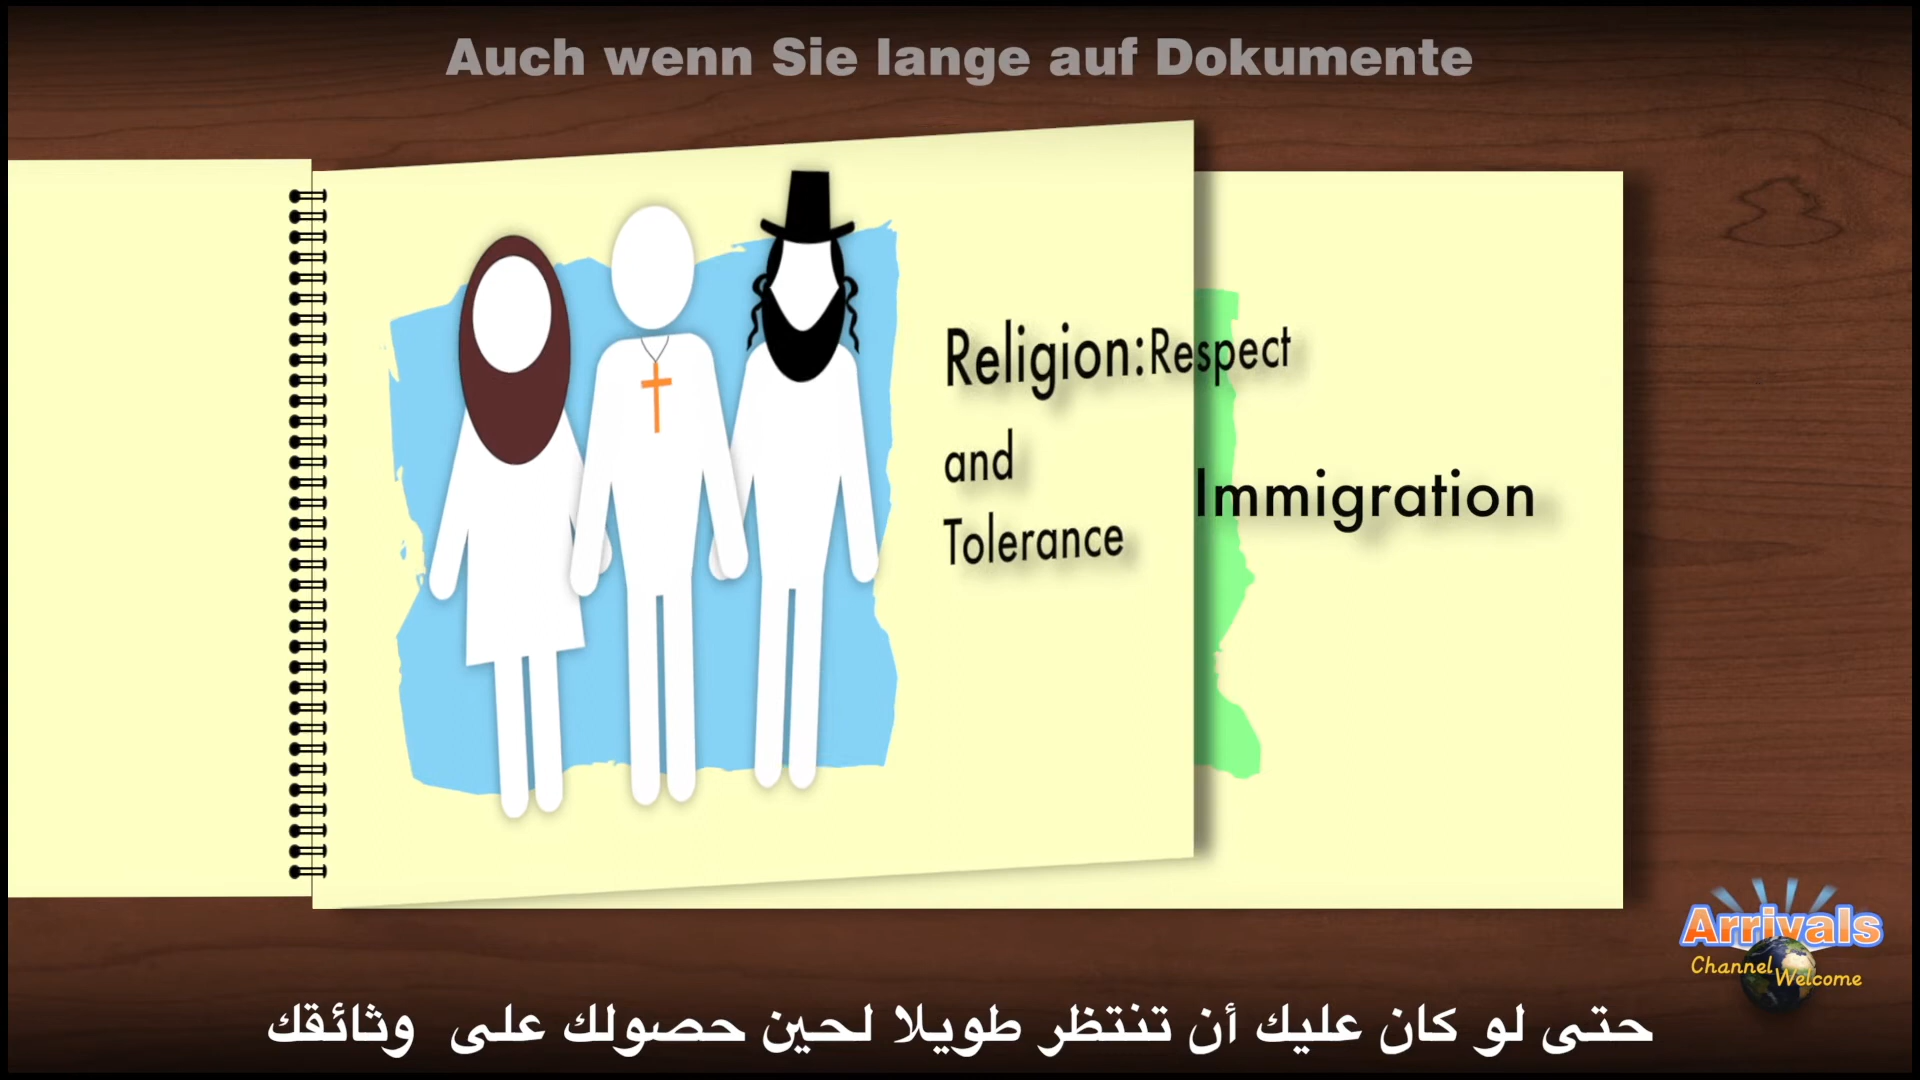 Auch wenn Sie lange auf Dokumente
Religion: Respect
and
Tolerance
Immigration
Arrivals
Channel Welcome
حتى لو كان عليك أن تنتظر طويلا لحين حصولك على وثائقك